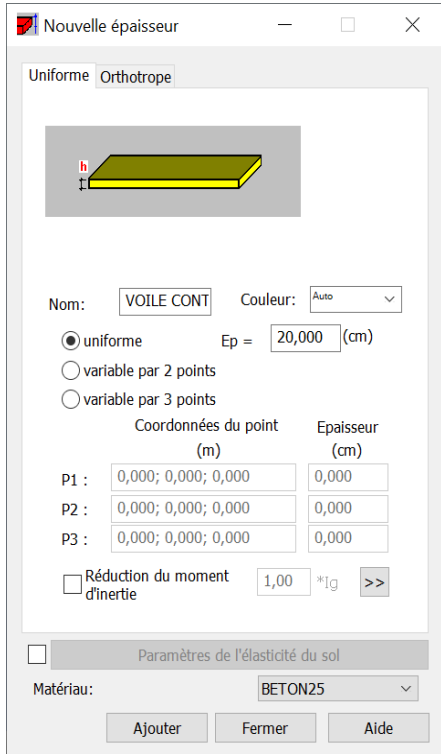 Nouvelle épaisseur
Uniforme Orthotrope
h
Nom: VOILE CONT Couleur: Auto
uniforme Ep = 20,000 (cm)
variable par 2 points
variable par 3 points
Coordonnées du point Epaisseur
(m) (cm)
P1 : 0,000; 0,000; 0,000 0,000
P2 : 0,000; 0,000; 0,000 0,000
P3 : 0,000; 0,000; 0,000 0,000
Réduction du moment
d'inertie 1,00 *Ig >>
Paramètres de l'élasticité du sol
Matériau: BETON25
Ajouter Fermer Aide